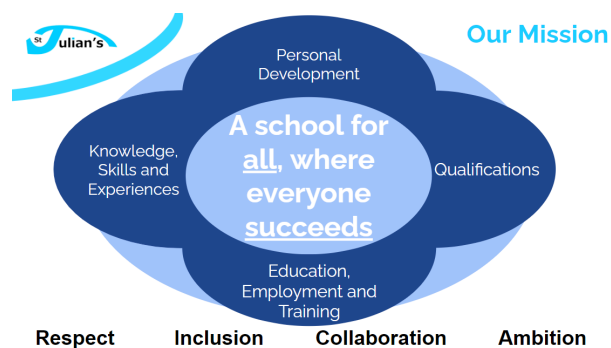 St Julian's
Our Mission
Personal
Development
A school for
all, where
everyone
succeeds
Knowledge,
Skills and
Experiences
Qualifications
Education,
Employment and
Training
Respect Inclusion Collaboration Ambition